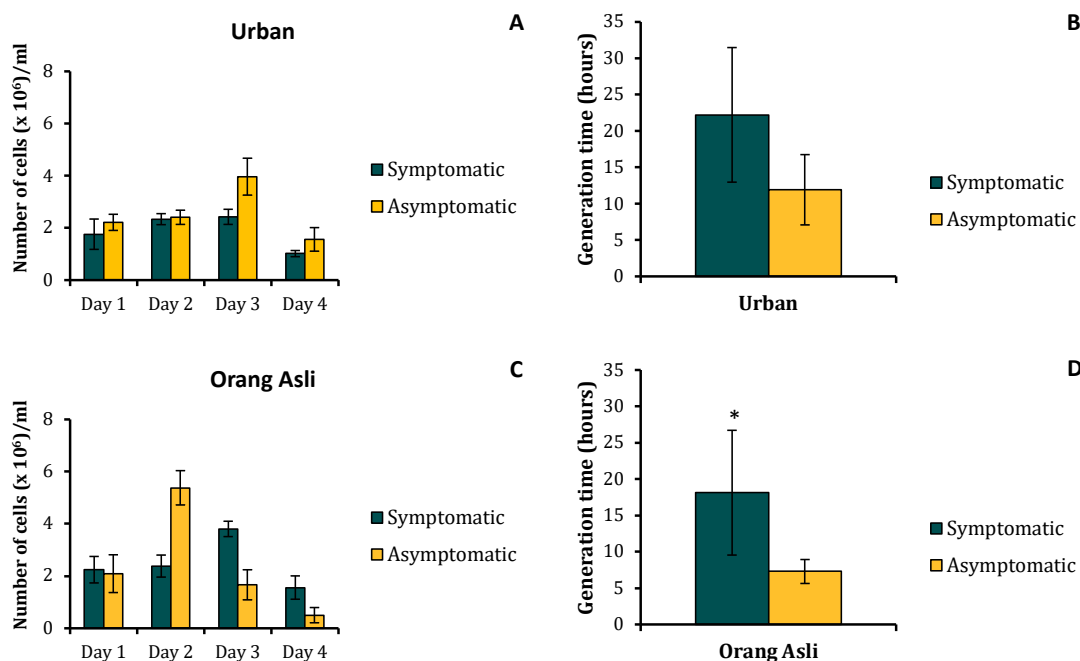 Urban
A
Number of cells (x 10⁶)/ml
8
6
4
2
0
Day 1 Day 2 Day 3 Day 4
Symptomatic
Asymptomatic
B
Generation time (hours)
35
30
25
20
15
10
5
0
Urban
Symptomatic
Asymptomatic
Orang Asli
C
Number of cells (x 10⁶)/ml
8
6
4
2
0
Day 1 Day 2 Day 3 Day 4
Symptomatic
Asymptomatic
D
Generation time (hours)
35
30
25
20
15
10
5
0
*
Orang Asli
Symptomatic
Asymptomatic